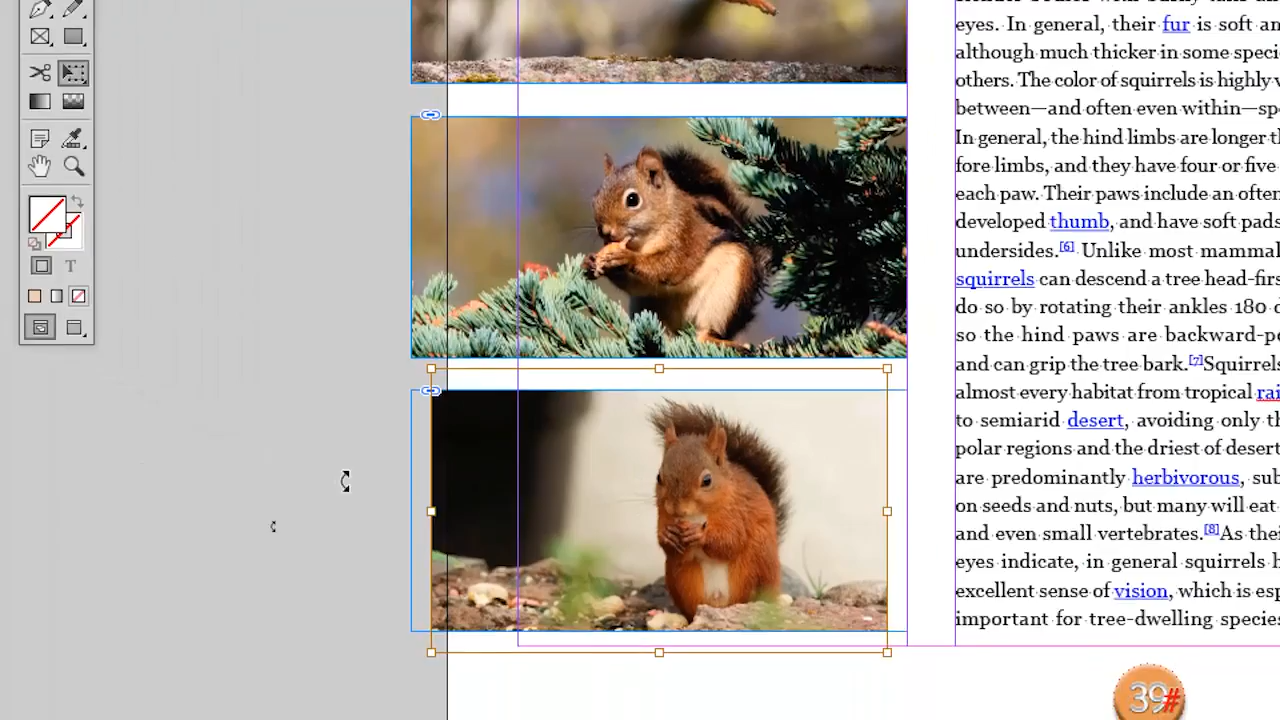 eyes. In general, their fur is soft an
although much thicker in some speci
others. The color of squirrels is highly v
between—and often even within—sp
In general, the hind limbs are longer th
fore limbs, and they have four or five
each paw. Their paws include an often
developed thumb, and have soft pads
undersides.[6] Unlike most mammal
squirrels can descend a tree head-firs
do so by rotating their ankles 180 d
so the hind paws are backward-po
and can grip the tree bark.[7]Squirrels
almost every habitat from tropical rai
to semiarid desert, avoiding only th
polar regions and the driest of desert
are predominantly herbivorous, sub
on seeds and nuts, but many will eat
and even small vertebrates.[8]As thei
eyes indicate, in general squirrels h
excellent sense of vision, which is esp
important for tree-dwelling species
39#
T